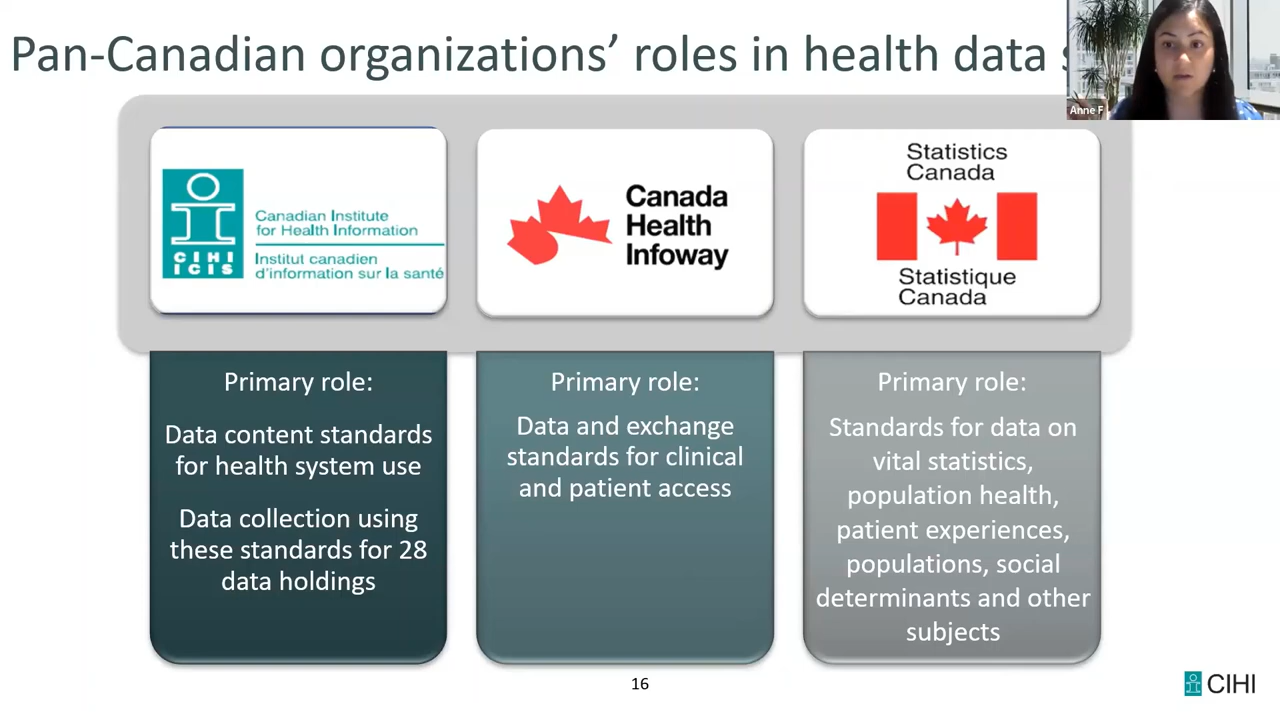 Pan-Canadian organizations’ roles in health data
Anne F
Canadian Institute
for Health Information
CIHI
ICIS
Institut canadien
d'information sur la santé
Canada
Health
Infoway
Statistics
Canada
Statistique
Canada
Primary role:
Data content standards
for health system use
Data collection using
these standards for 28
data holdings
Primary role:
Data and exchange
standards for clinical
and patient access
Primary role:
Standards for data on
vital statistics,
population health,
patient experiences,
populations, social
determinants and other
subjects
16
CIHI